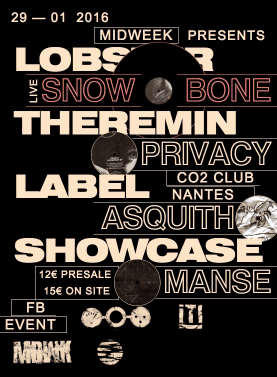 29 — 01 2016
MIDWEEK PRESENTS
LOBSTER
LIVE SNOW BONE
THEREMIN
PRIVACY
LABEL CO2 CLUB
NANTES
ASQUITH
SHOWCASE
12€ PRESALE MANSE
15€ ON SITE
FB
EVENT